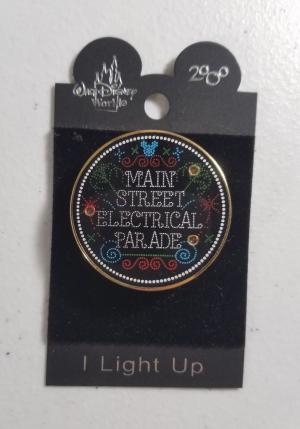 Walt Disney
World
2000
MAIN
STREET
ELECTRICAL
PARADE
I Light Up